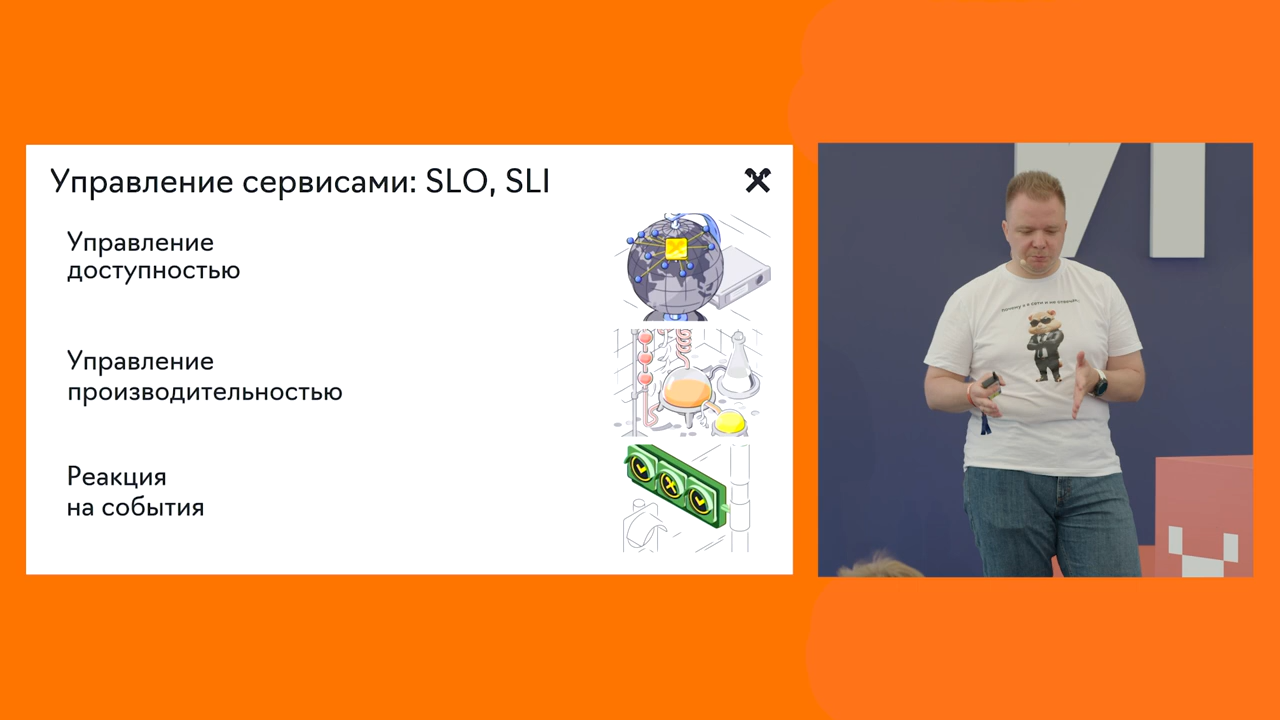 Управление сервисами: SLO, SLI
Управление
доступностью
Управление
производительностью
Реакция
на события